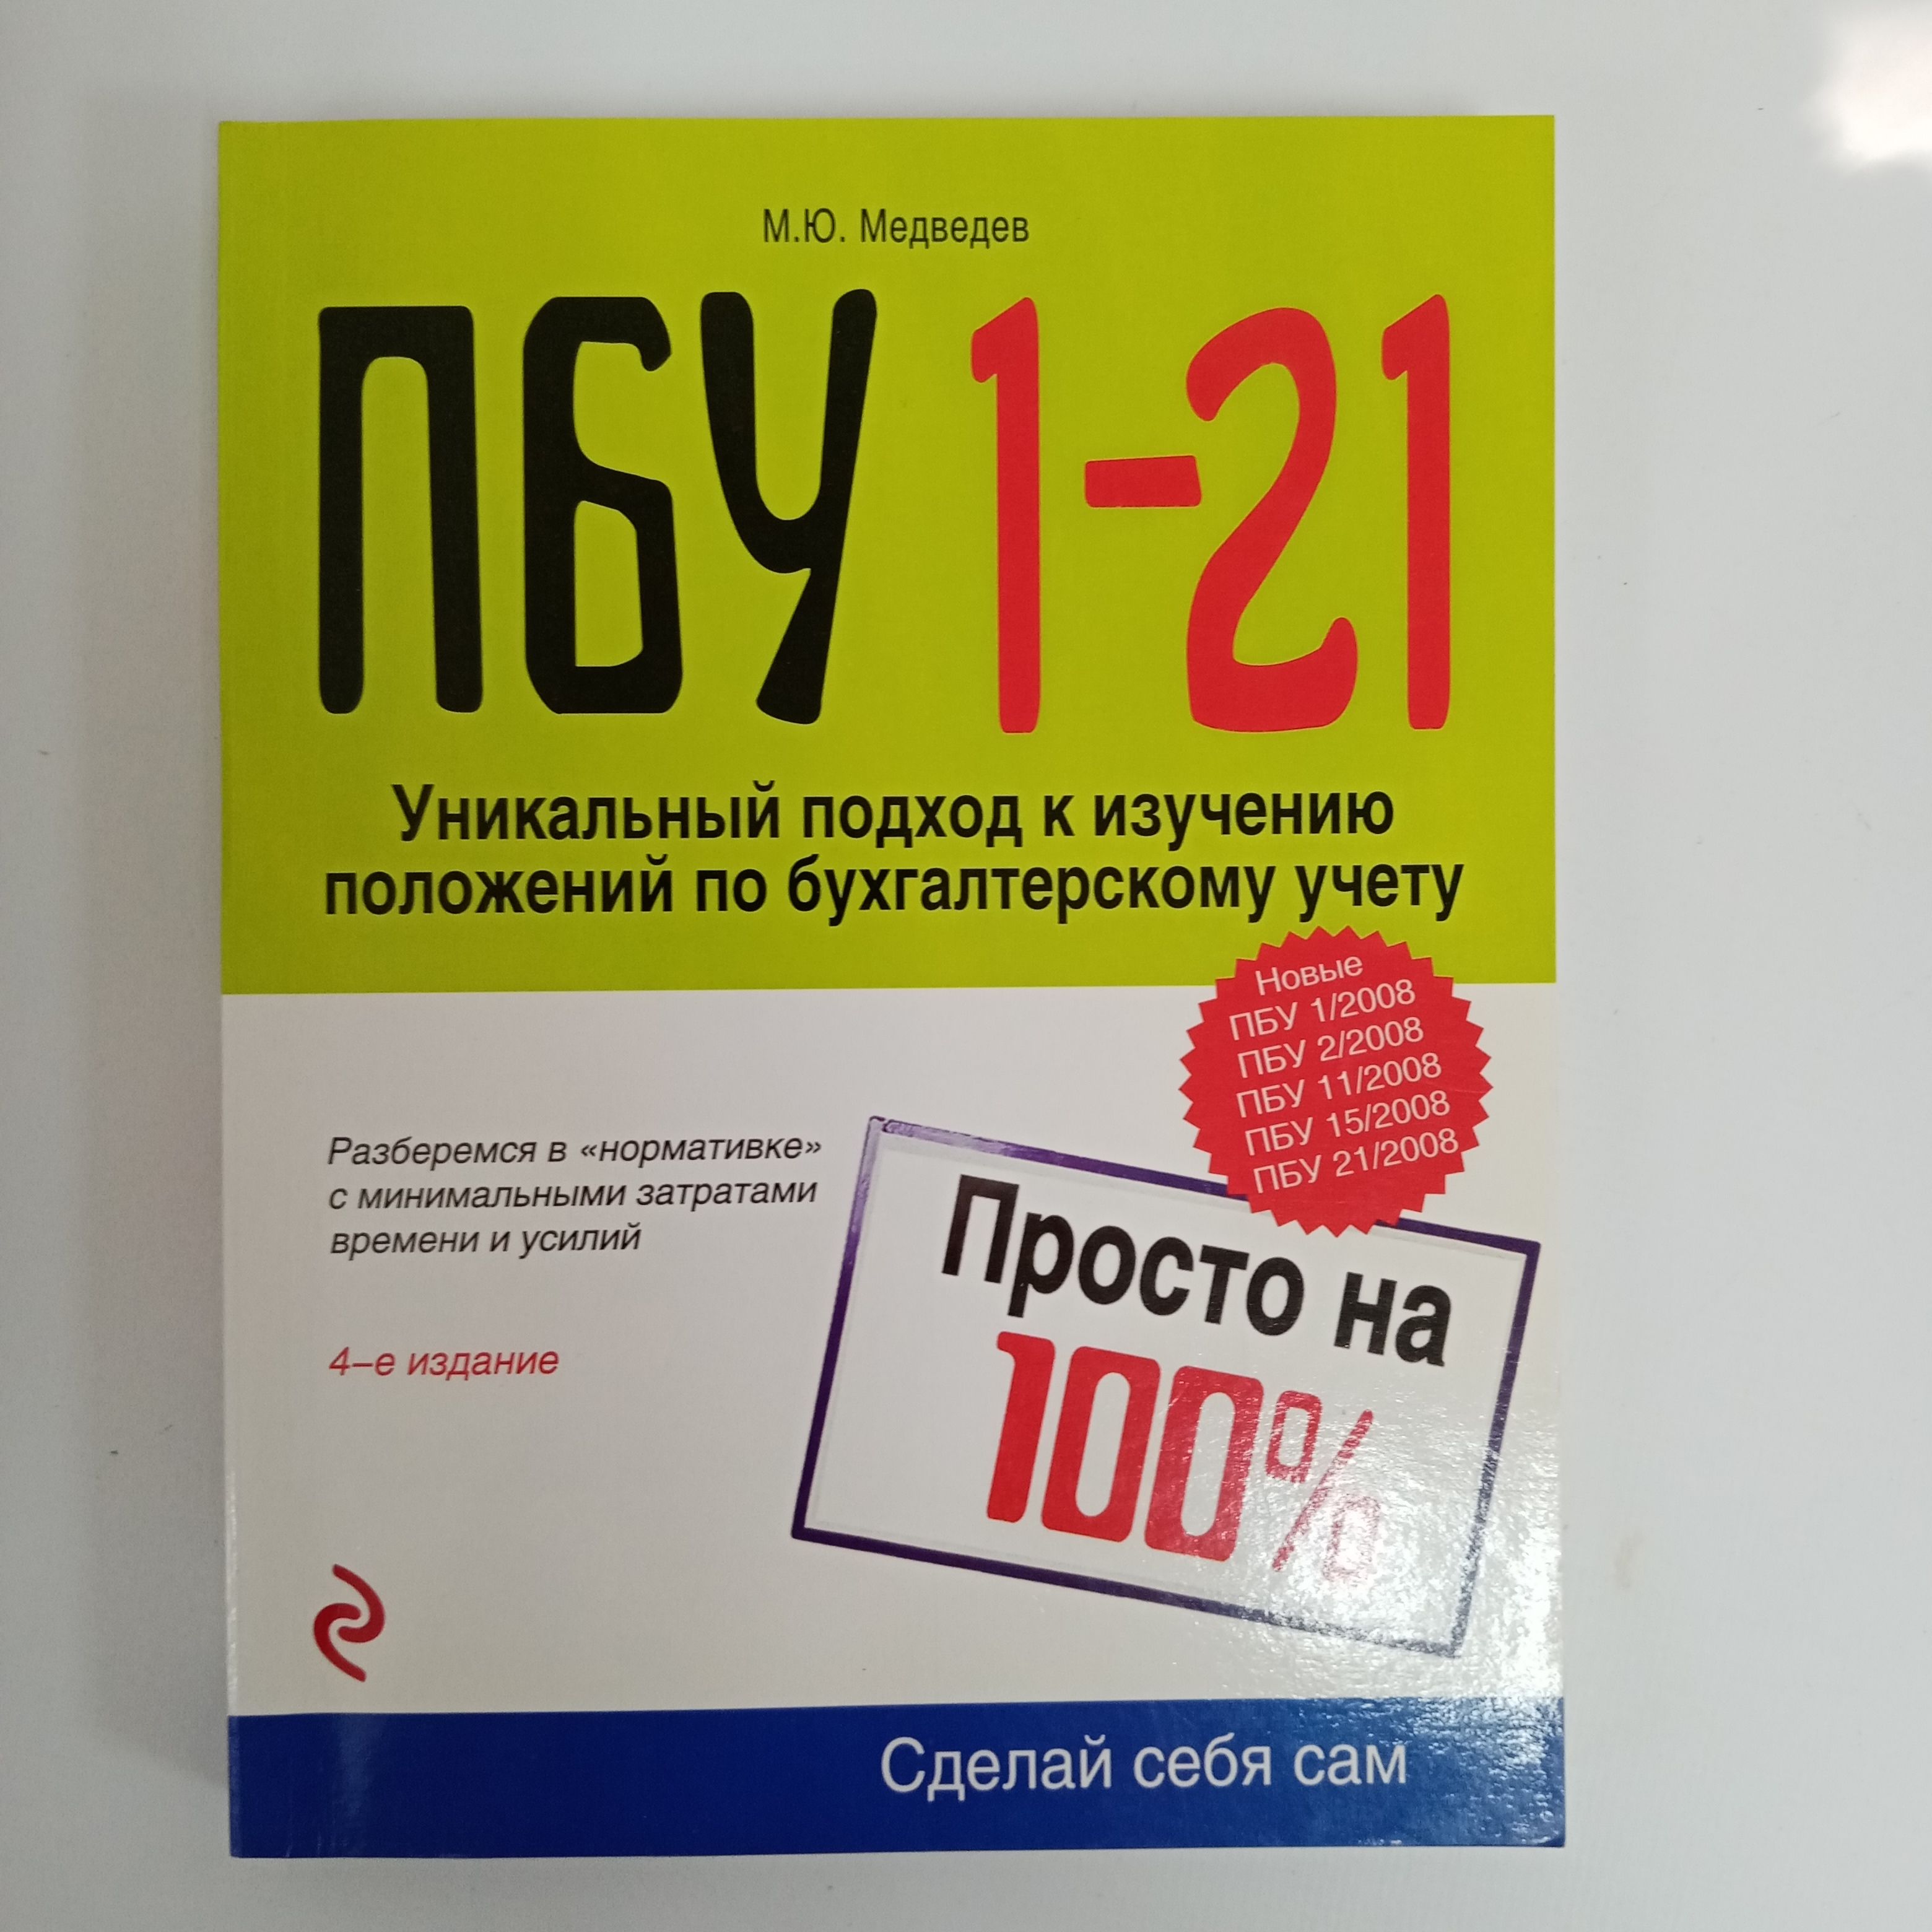 М.Ю. Медведев
ПБУ 1-21
Уникальный подход к изучению
положений по бухгалтерскому учету
Новые
ПБУ 1/2008
ПБУ 2/2008
ПБУ 11/2008
ПБУ 15/2008
ПБУ 21/2008
Разберемся в «нормативке»
с минимальными затратами
времени и усилий
4–е издание
Просто на
100%
Сделай себя сам